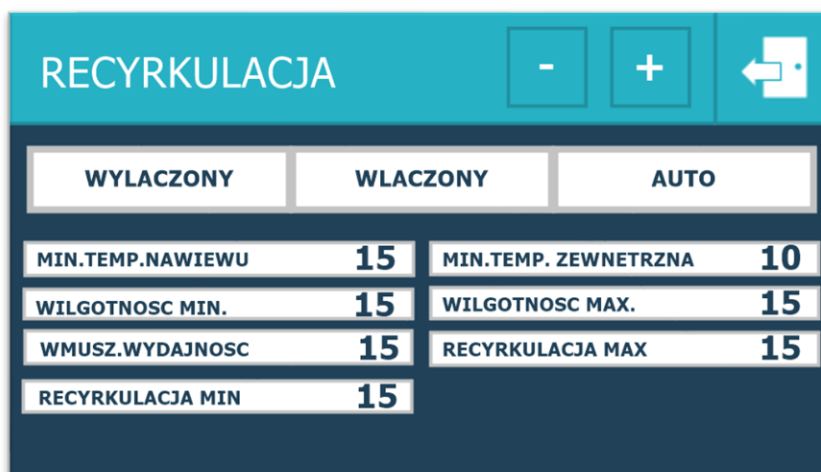 RECYRKULACJA - +
WYLACZONY WLACZONY AUTO
MIN.TEMP.NAWIEWU 15 MIN.TEMP. ZEWNETRZNA 10
WILGOTNOSC MIN. 15 WILGOTNOSC MAX. 15
WMUSZ.WYDAJNOSC 15 RECYRKULACJA MAX 15
RECYRKULACJA MIN 15